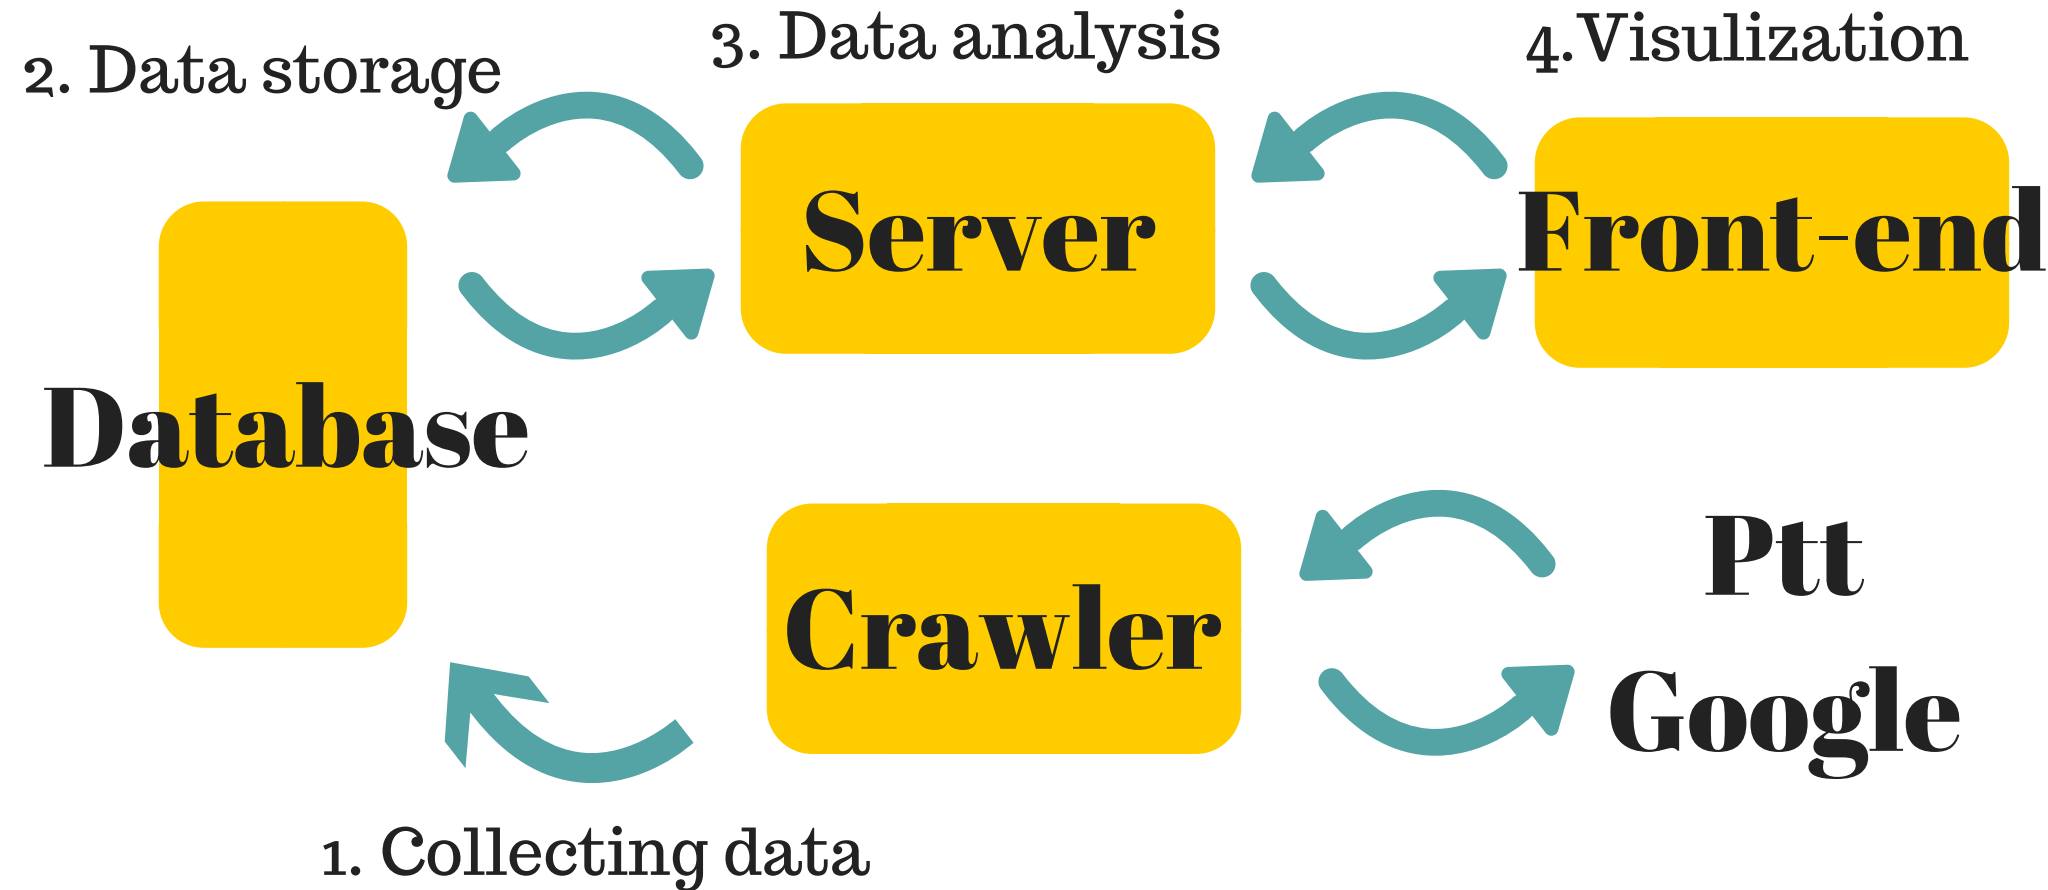 2. Data storage
3. Data analysis
4.Visulization
Server
Front-end
Database
Crawler
Ptt
Google
1. Collecting data